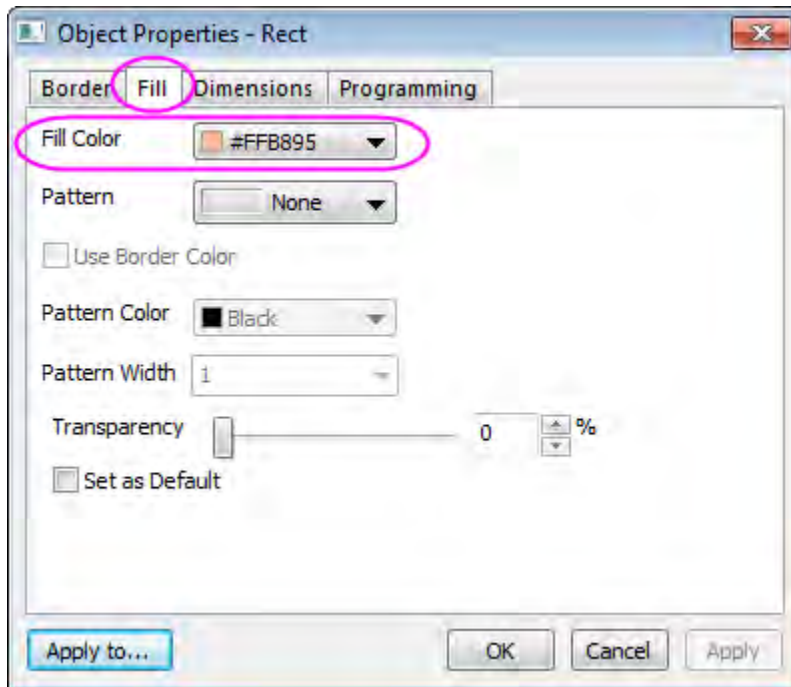 Object Properties - Rect
Border Fill Dimensions Programming
Fill Color #FFB895
Pattern None
Use Border Color
Pattern Color Black
Pattern Width 1
Transparency 0 %
Set as Default
Apply to... OK Cancel Apply